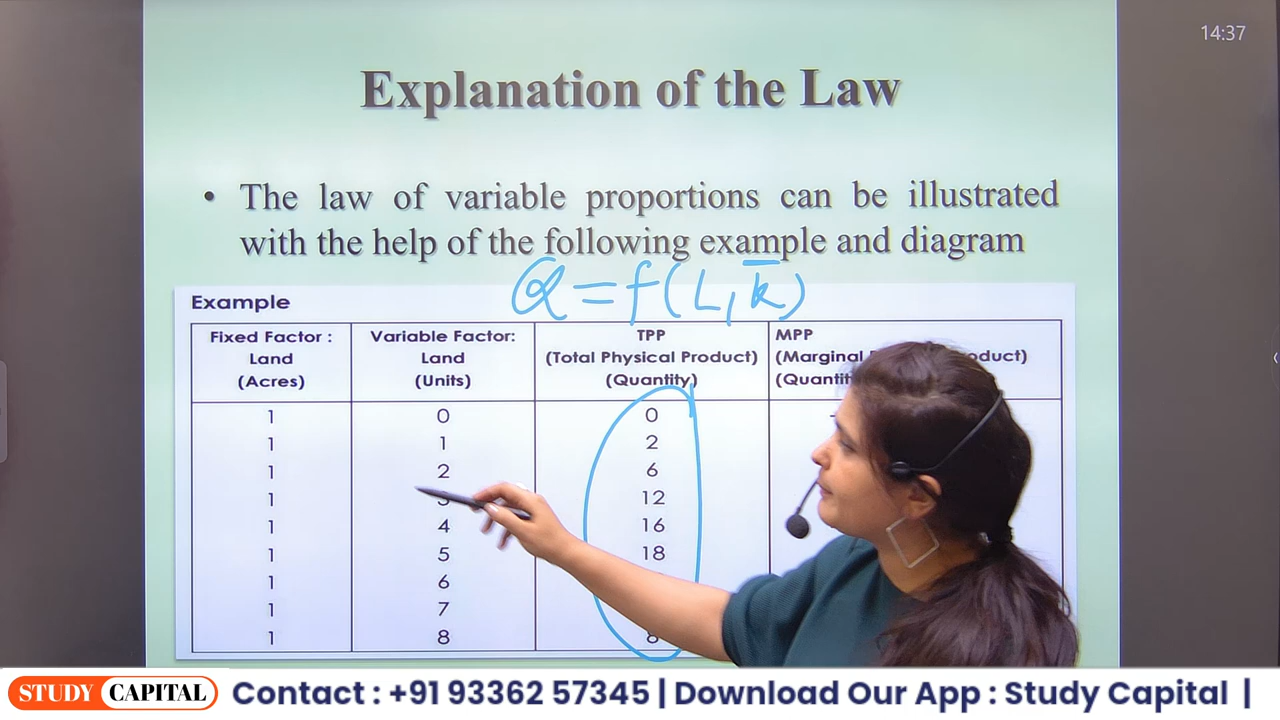 14:37
Explanation of the Law
• The law of variable proportions can be illustrated
with the help of the following example and diagram
Q = f(L, K̅)
Example
Fixed Factor : Variable Factor: TPP MPP
Land Land (Total Physical Product) (Marginal oduct)
(Acres) (Units) (Quantity) (Quantit
1 0 0
1 1 2
1 2 6
1 3 12
1 4 16
1 5 18
1 6
1 7
1 8 8
STUDY CAPITAL Contact : +91 93362 57345 | Download Our App : Study Capital |